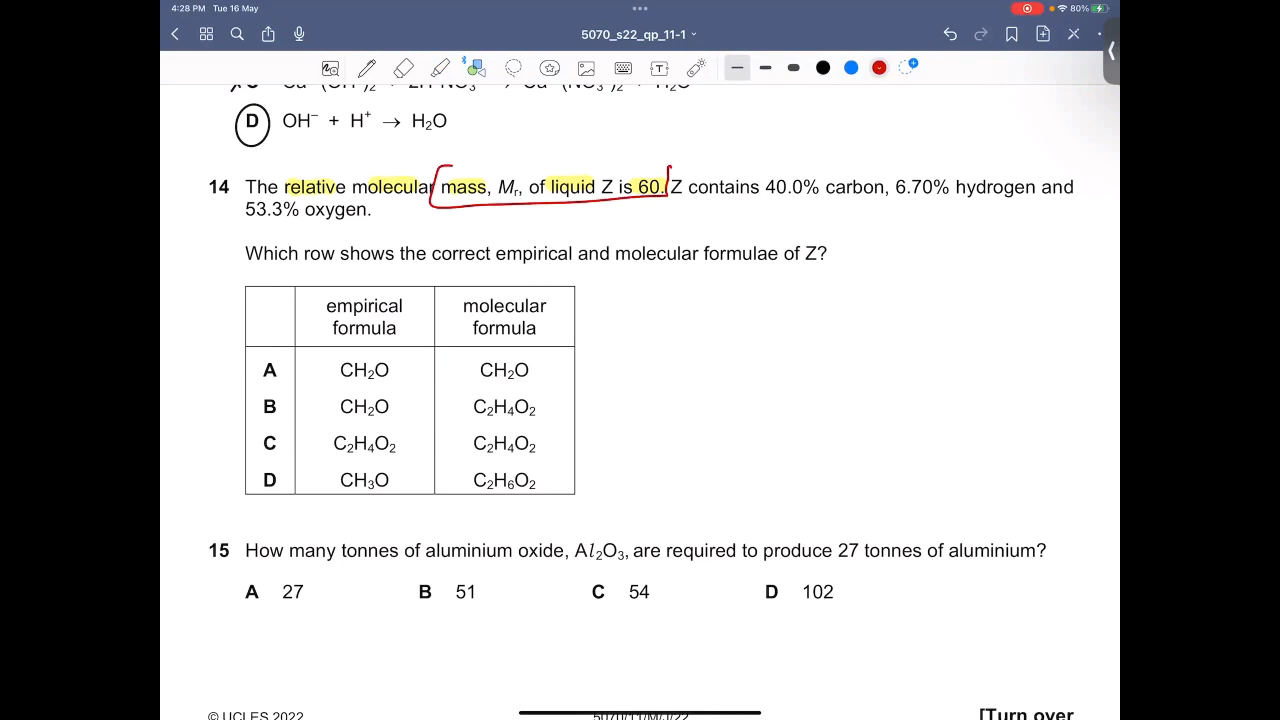 4:28 PM Tue 16 May
80%
5070_s22_qp_11-1
D OH⁻ + H⁺ → H₂O
14 The relative molecular mass, Mr, of liquid Z is 60. Z contains 40.0% carbon, 6.70% hydrogen and
53.3% oxygen.
Which row shows the correct empirical and molecular formulae of Z?
empirical formula molecular formula
A CH₂O CH₂O
B CH₂O C₂H₄O₂
C C₂H₄O₂ C₂H₄O₂
D CH₃O C₂H₆O₂
15 How many tonnes of aluminium oxide, Al₂O₃, are required to produce 27 tonnes of aluminium?
A 27 B 51 C 54 D 102
© UCLES 2022 5070/11/M/J/22 [Turn over